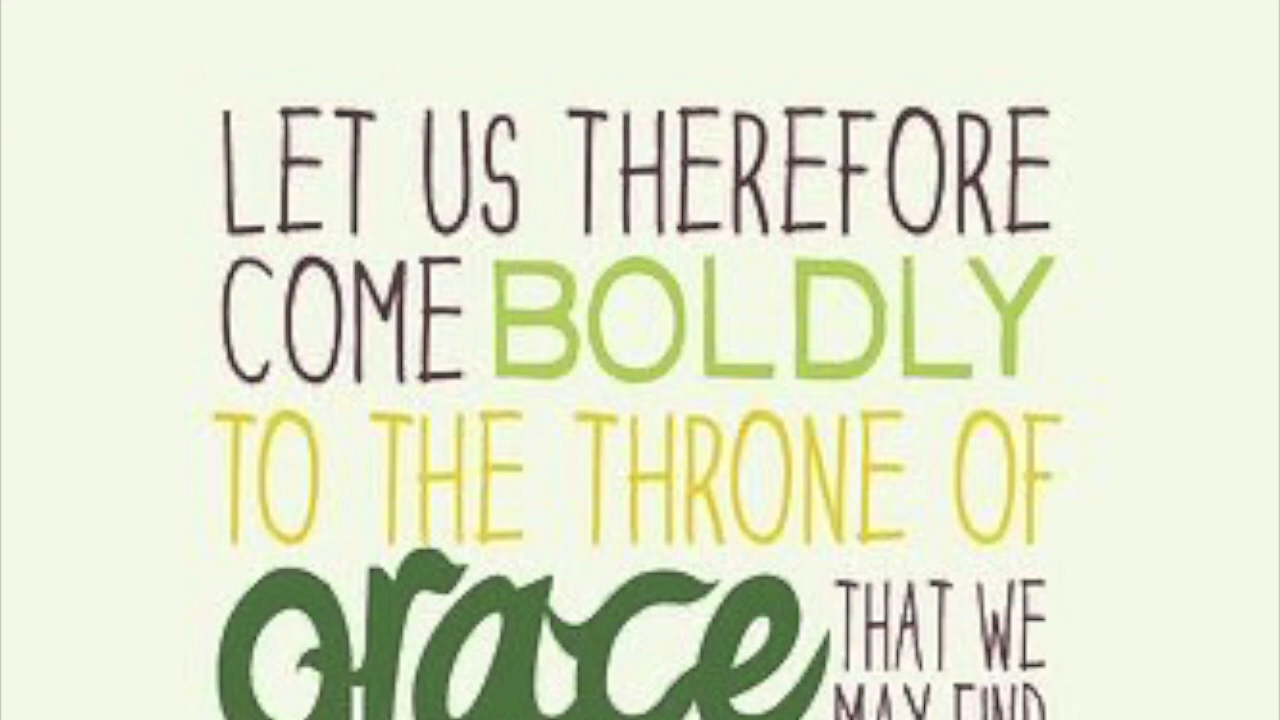 LET US THEREFORE
COME BOLDLY
TO THE THRONE OF
grace THAT WE
MAY FIND